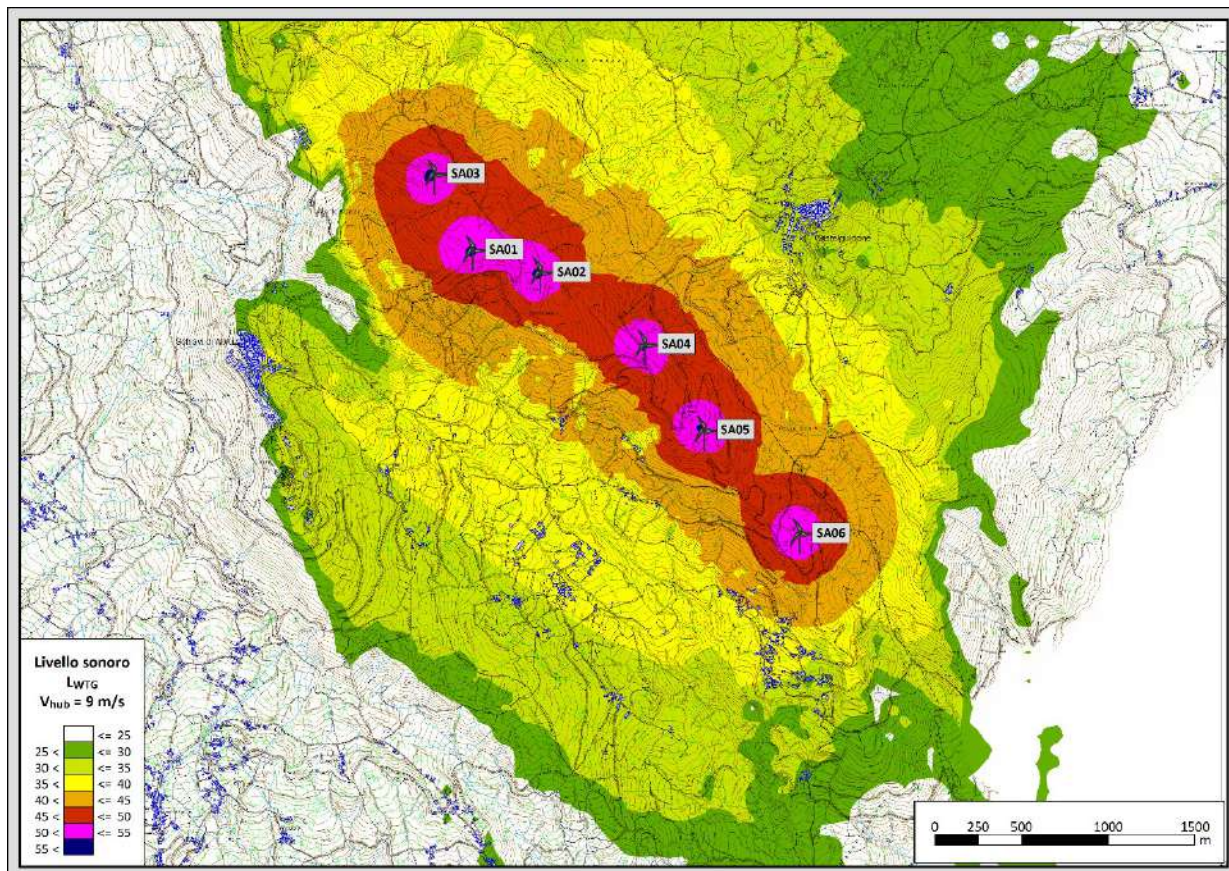 SA03
SA01
SA02
Castelguidone
SA04
SA05
SA06
Livello sonoro
LWTG
Vhub = 9 m/s
<= 25
25 < <= 30
30 < <= 35
35 < <= 40
40 < <= 45
45 < <= 50
50 < <= 55
55 <
0 250 500 1000 1500
m